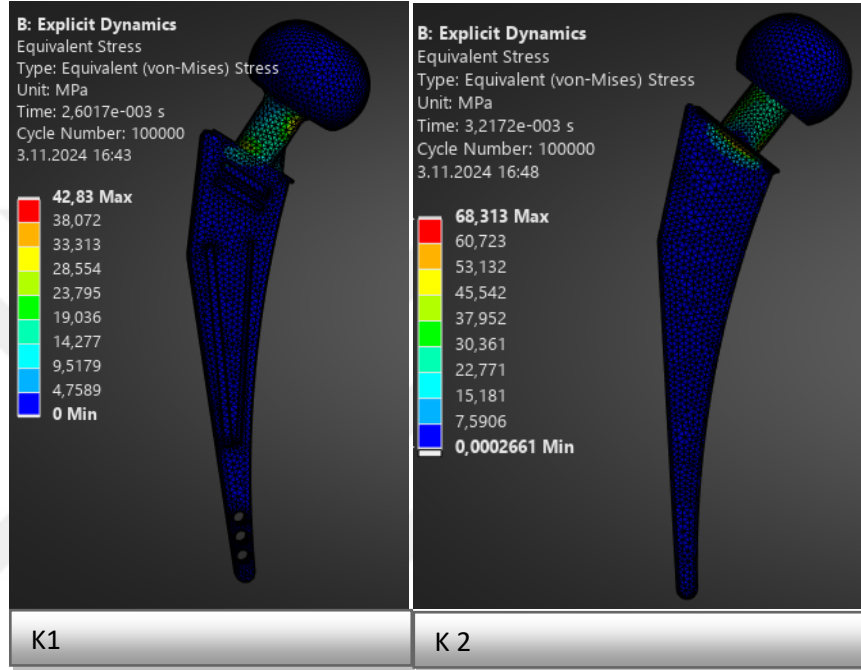 B: Explicit Dynamics
Equivalent Stress
Type: Equivalent (von-Mises) Stress
Unit: MPa
Time: 2,6017e-003 s
Cycle Number: 100000
3.11.2024 16:43
42,83 Max
38,072
33,313
28,554
23,795
19,036
14,277
9,5179
4,7589
0 Min
K1
B: Explicit Dynamics
Equivalent Stress
Type: Equivalent (von-Mises) Stress
Unit: MPa
Time: 3,2172e-003 s
Cycle Number: 100000
3.11.2024 16:48
68,313 Max
60,723
53,132
45,542
37,952
30,361
22,771
15,181
7,5906
0,0002661 Min
K 2